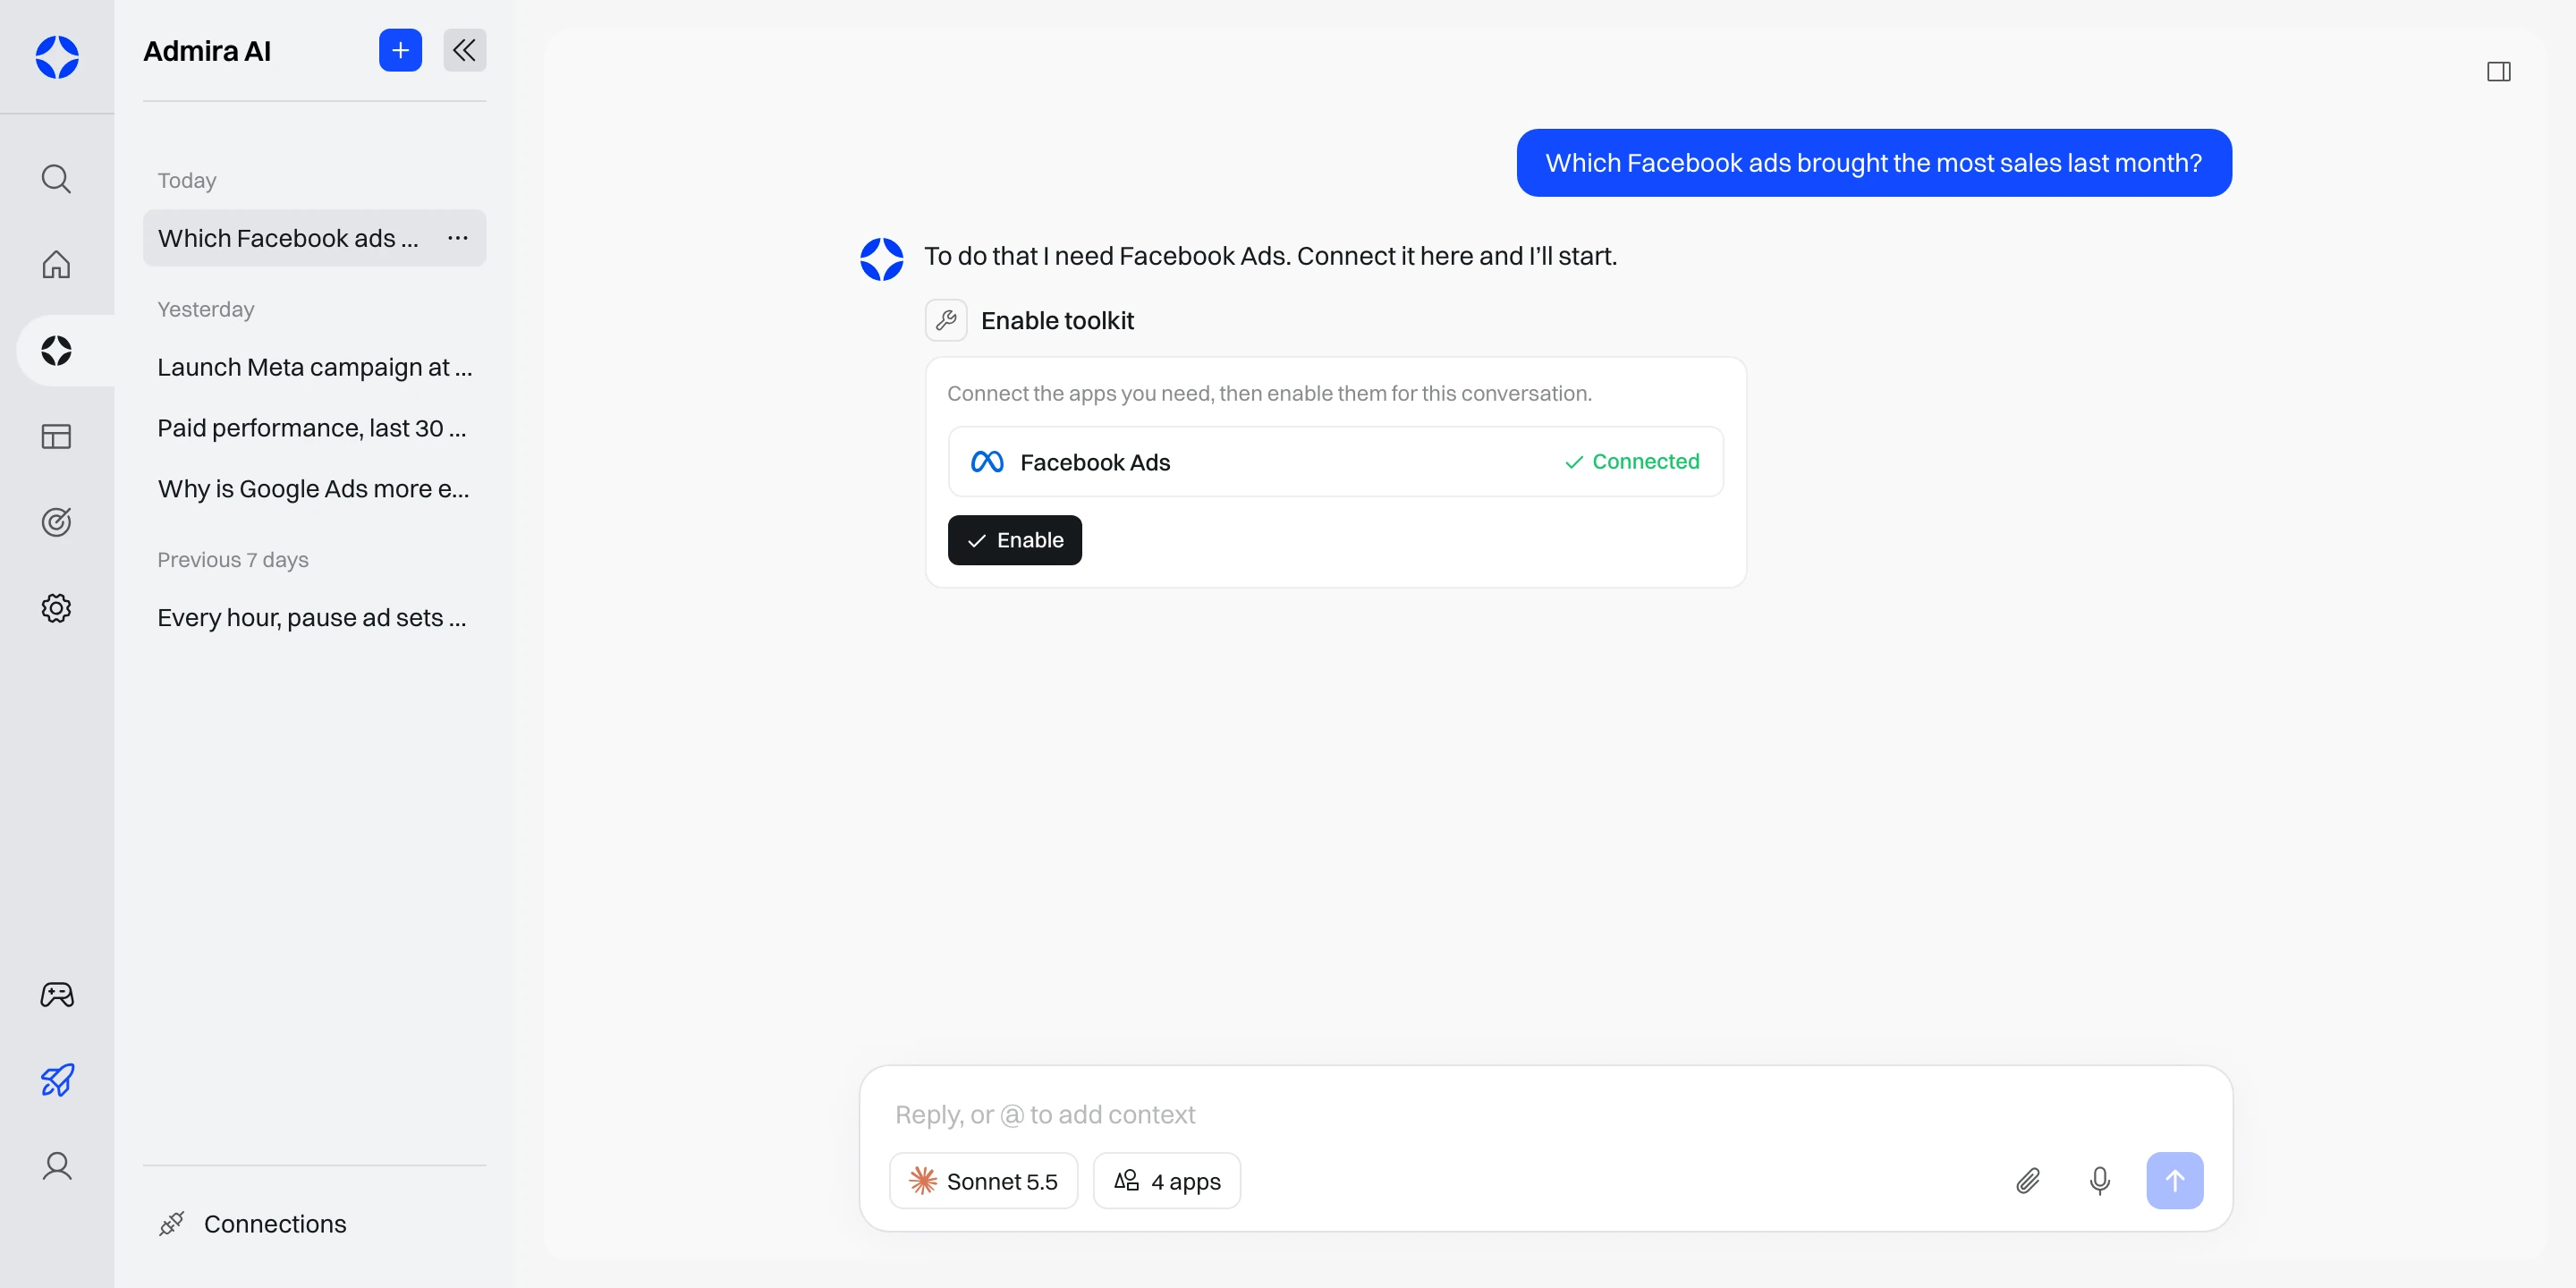 Admira AI
Today
Which Facebook ads ...
Yesterday
Launch Meta campaign at ...
Paid performance, last 30 ...
Why is Google Ads more e...
Previous 7 days
Every hour, pause ad sets ...
Connections
Which Facebook ads brought the most sales last month?
To do that I need Facebook Ads. Connect it here and I’ll start.
Enable toolkit
Connect the apps you need, then enable them for this conversation.
Facebook Ads
Connected
Enable
Reply, or @ to add context
Sonnet 5.5
4 apps